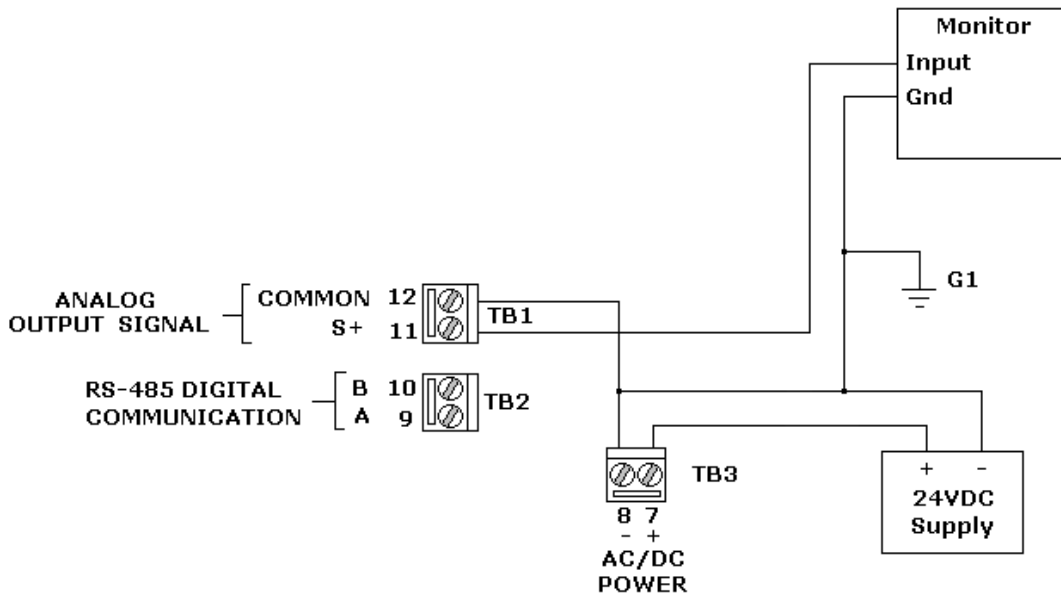 Monitor
Input
Gnd
G1
ANALOG
OUTPUT SIGNAL
COMMON 12
S+ 11
TB1
RS-485 DIGITAL
COMMUNICATION
B 10
A 9
TB2
TB3
8 7
- +
AC/DC
POWER
+ -
24VDC
Supply